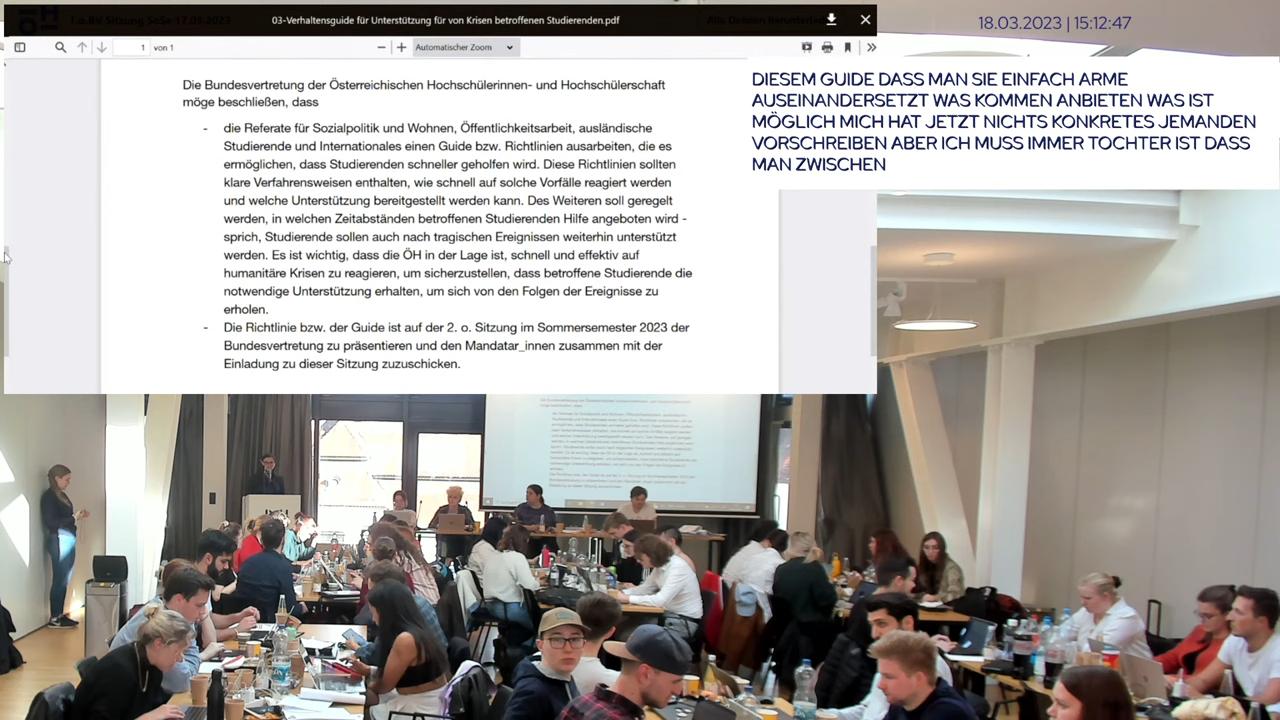 1.o.BV Sitzung SoSe 17.03.2023
03-Verhaltensguide für Unterstützung für von Krisen betroffenen Studierenden.pdf
18.03.2023 | 15:12:47
1 von 1
Automatischer Zoom
Die Bundesvertretung der Österreichischen Hochschülerinnen- und Hochschülerschaft
möge beschließen, dass
- die Referate für Sozialpolitik und Wohnen, Öffentlichkeitsarbeit, ausländische
Studierende und Internationales einen Guide bzw. Richtlinien ausarbeiten, die es
ermöglichen, dass Studierenden schneller geholfen wird. Diese Richtlinien sollten
klare Verfahrensweisen enthalten, wie schnell auf solche Vorfälle reagiert werden
und welche Unterstützung bereitgestellt werden kann. Des Weiteren soll geregelt
werden, in welchen Zeitabständen betroffenen Studierenden Hilfe angeboten wird -
sprich, Studierende sollen auch nach tragischen Ereignissen weiterhin unterstützt
werden. Es ist wichtig, dass die ÖH in der Lage ist, schnell und effektiv auf
humanitäre Krisen zu reagieren, um sicherzustellen, dass betroffene Studierende die
notwendige Unterstützung erhalten, um sich von den Folgen der Ereignisse zu
erholen.
- Die Richtlinie bzw. der Guide ist auf der 2. o. Sitzung im Sommersemester 2023 der
Bundesvertretung zu präsentieren und den Mandatar_innen zusammen mit der
Einladung zu dieser Sitzung zuzuschicken.
DIESEM GUIDE DASS MAN SIE EINFACH ARME
AUSEINANDERSETZT WAS KOMMEN ANBIETEN WAS IST
MÖGLICH MICH HAT JETZT NICHTS KONKRETES JEMANDEN
VORSCHREIBEN ABER ICH MUSS IMMER TOCHTER IST DASS
MAN ZWISCHEN